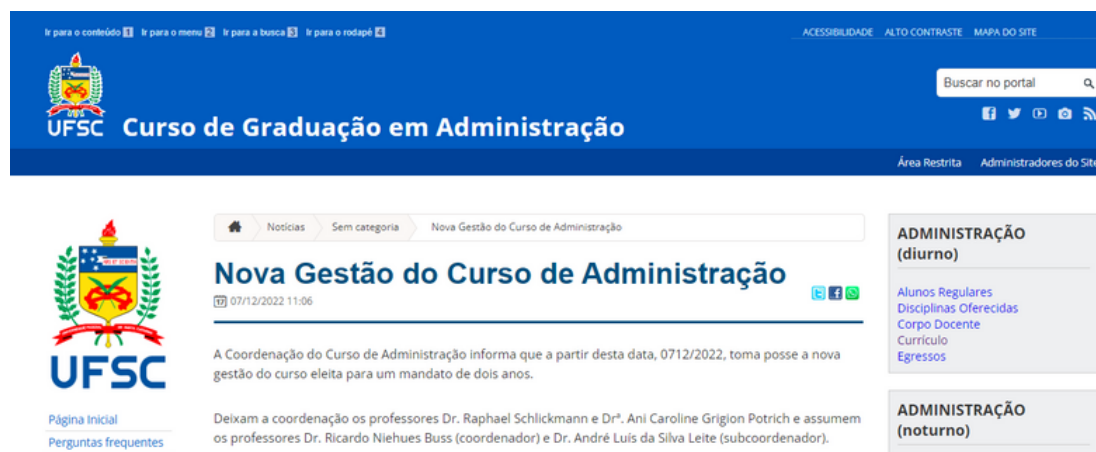 Ir para o conteúdo 1 Ir para o menu 2 Ir para a busca 3 Ir para o rodapé 4
ACESSIBILIDADE ALTO CONTRASTE MAPA DO SITE
Buscar no portal
UFSC Curso de Graduação em Administração
Área Restrita Administradores do Site
UFSC
Página Inicial
Perguntas frequentes
Notícias Sem categoria Nova Gestão do Curso de Administração
Nova Gestão do Curso de Administração
17 07/12/2022 11:06
A Coordenação do Curso de Administração informa que a partir desta data, 0712/2022, toma posse a nova
gestão do curso eleita para um mandato de dois anos.
Deixam a coordenação os professores Dr. Raphael Schlickmann e Drª. Ani Caroline Grigion Potrich e assumem
os professores Dr. Ricardo Niehues Buss (coordenador) e Dr. André Luís da Silva Leite (subcoordenador).
ADMINISTRAÇÃO
(diurno)
Alunos Regulares
Disciplinas Oferecidas
Corpo Docente
Currículo
Egressos
ADMINISTRAÇÃO
(noturno)